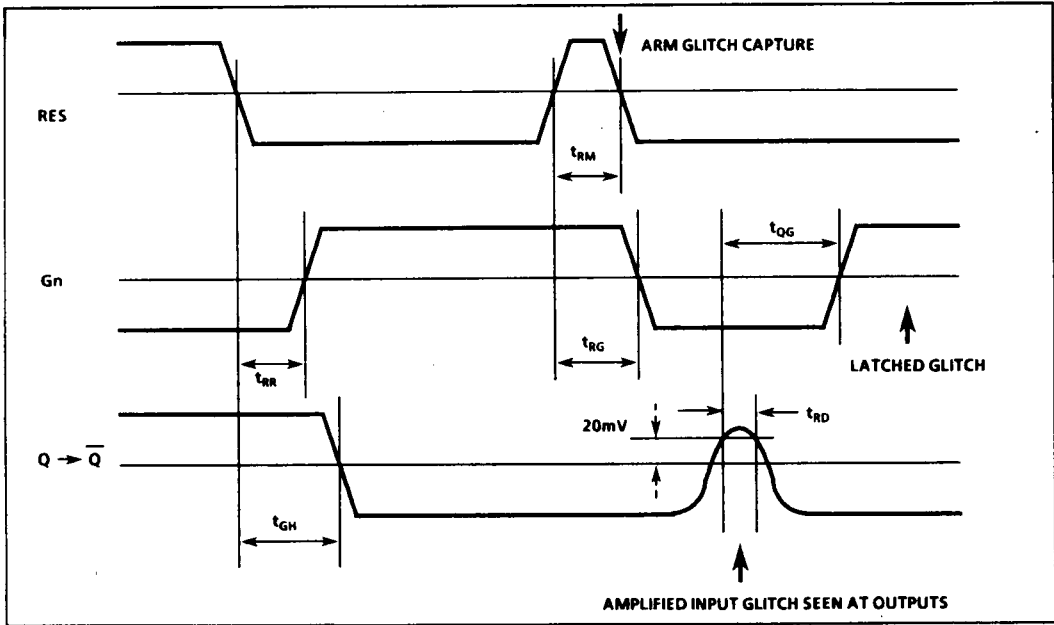 ARM GLITCH CAPTURE
RES
tRM
tQG
Gn
tRG
LATCHED GLITCH
tRR
20mV
tRD
Q → Q̅
tGH
AMPLIFIED INPUT GLITCH SEEN AT OUTPUTS